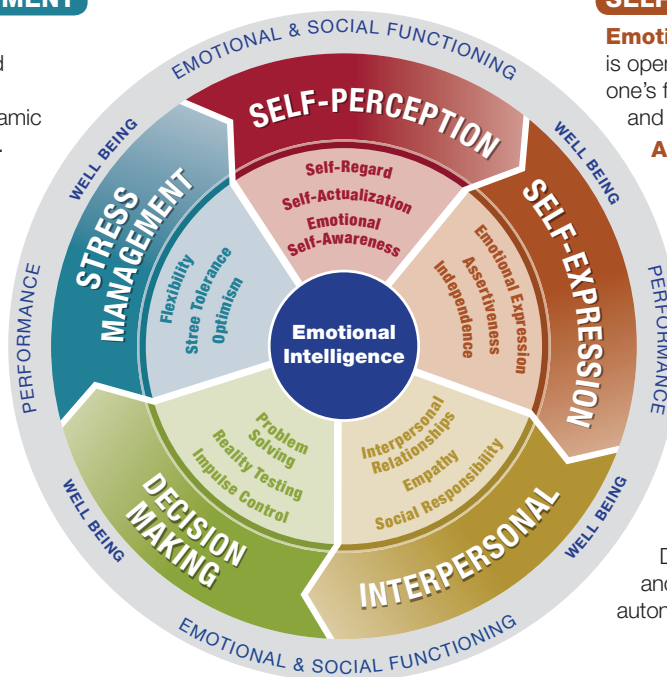 MENT
SELF
Emoti
d
is oper
one's f
amic
and
.
A
EMOTIONAL & SOCIAL FUNCTIONING
WELL BEING
WELL BEING
PERFORMANCE
PERFORMANCE
SELF-PERCEPTION
Self-Regard
Self-Actualization
Emotional
Self-Awareness
STRESS
MANAGEMENT
Flexibility
Stree Tolerance
Optimism
SELF-EXPRESSION
Emotional Expression
Assertiveness
Independence
Emotional
Intelligence
DECISION
MAKING
Problem
Solving
Reality Testing
Impulse Control
INTERPERSONAL
Interpersonal
Relationships
Empathy
Social Responsibility
WELL BEING
WELL BEING
EMOTIONAL & SOCIAL FUNCTIONING
D
and
auton